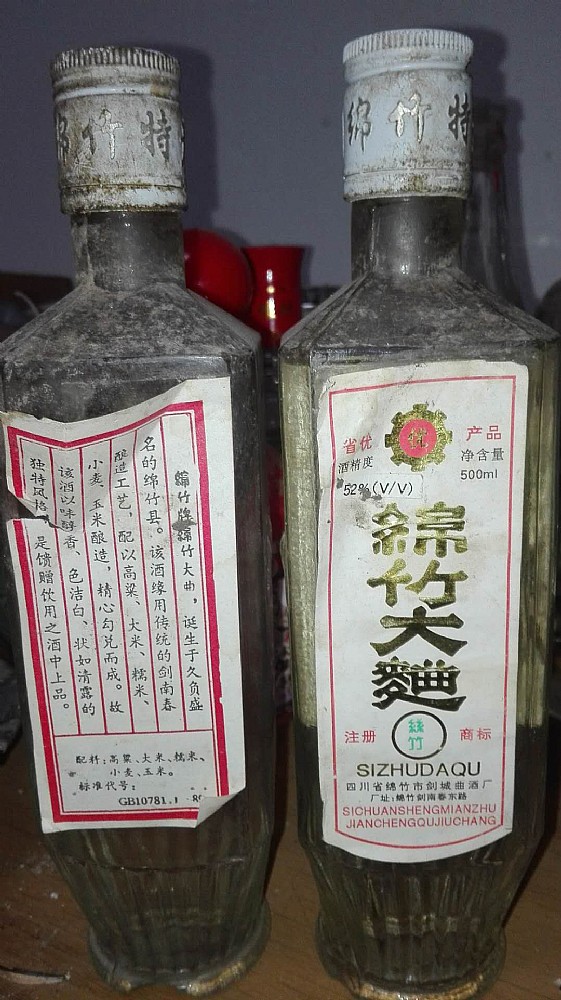 绵竹特
绵竹牌绵竹大曲，诞生于久负盛
名的绵竹县。该酒缘用传统的剑南春
酿造工艺，配以高粱、大米、糯米、
小麦、玉米酿造，精心勾兑而成。故
该酒以味醇香、色洁白、状如清露的
独特风格，是馈赠饮用之酒中上品。
配料：高粱、大米、糯米、
小麦、玉米。
标准代号：
GB10781.1-89
绵竹特
优
省优 产品
酒精度 净含量
52%(V/V) 500ml
綿竹大麯
注册 丝竹 商标
SIZHUDAQU
四川省绵竹市剑城曲酒厂
厂址：绵竹剑南春东路
SICHUANSHENGMIANZHU
JIANCHENGQUJIUCHANG